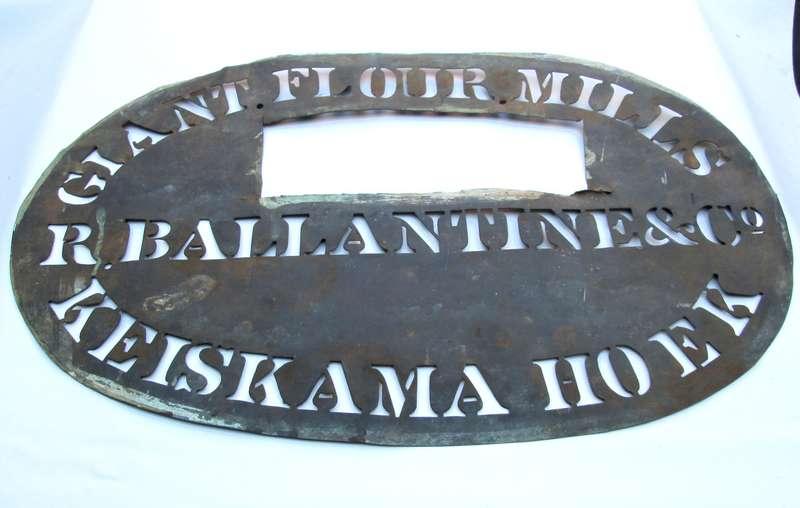 GIANT FLOUR MILLS
R. BALLANTINE & Co
KEISKAMA HOEK